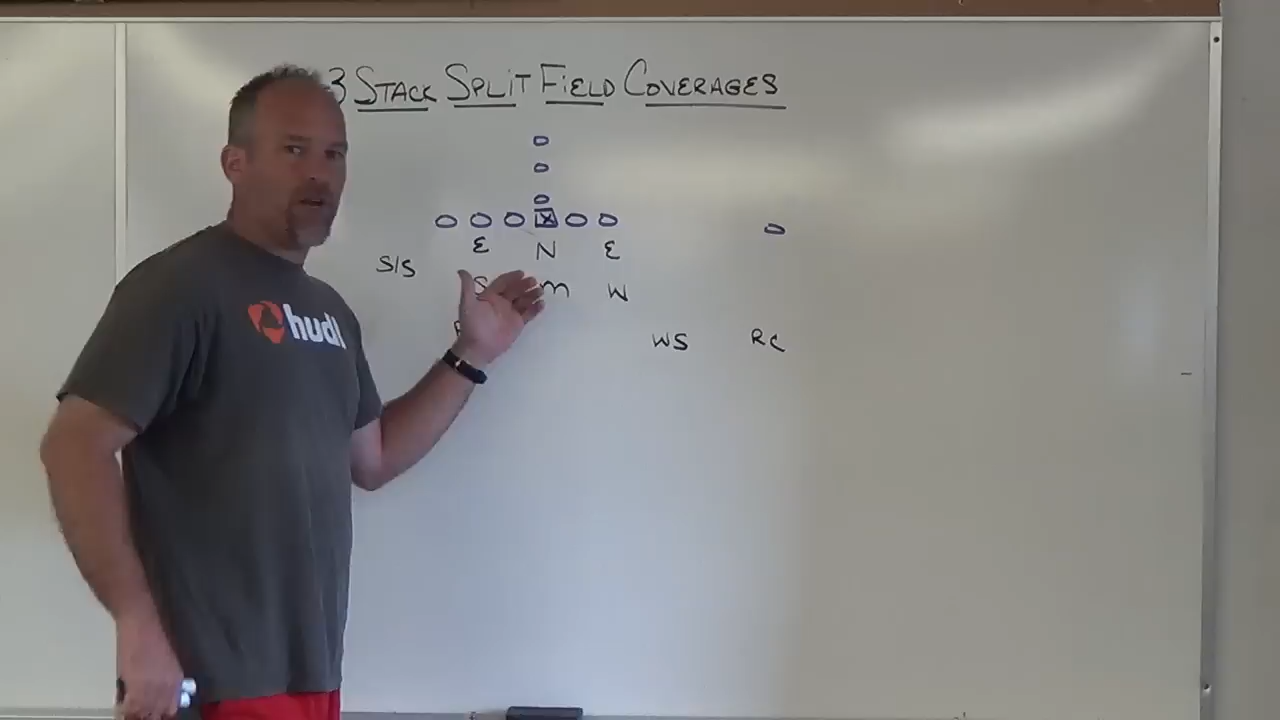 3 STACK SPLIT FIELD COVERAGES
E N E
S/S
S m W
WS RC
hudl